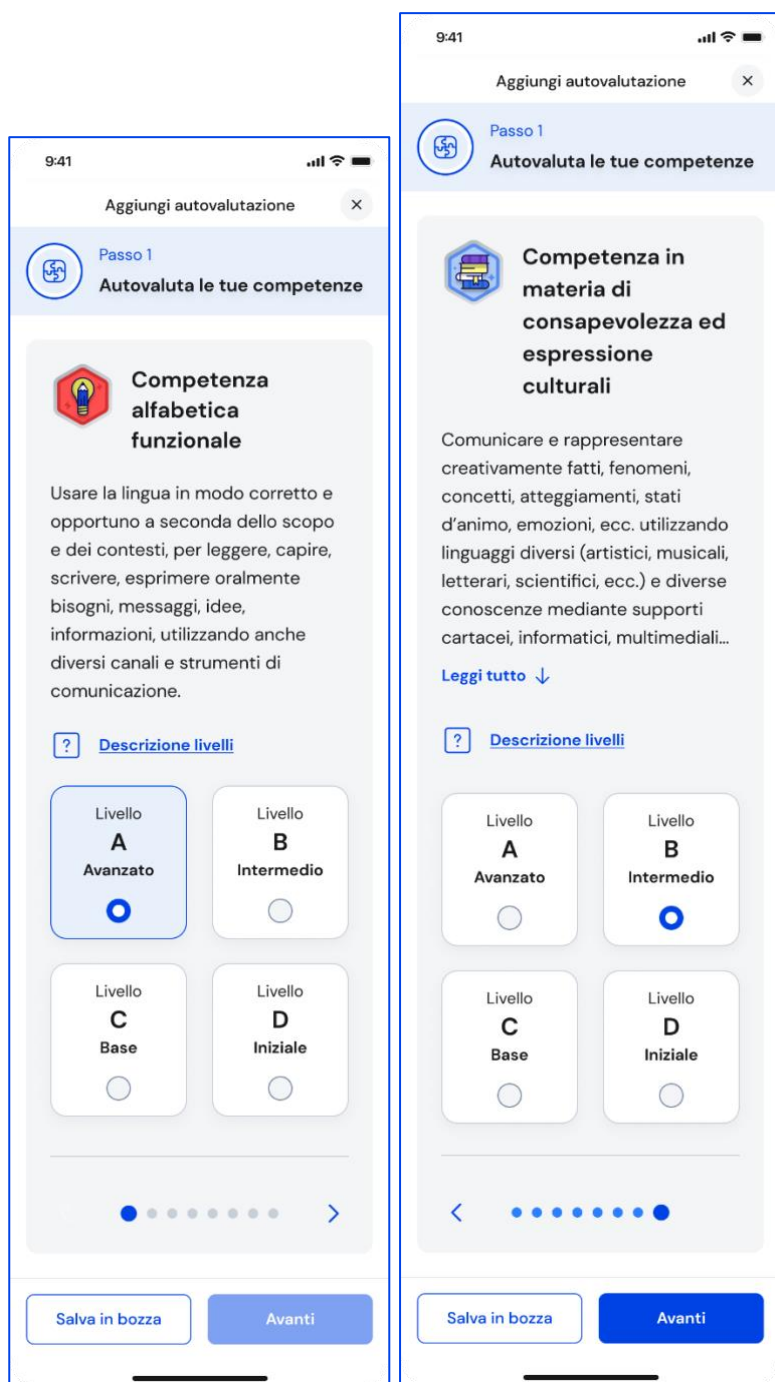 9:41
Aggiungi autovalutazione
Passo 1
Autovaluta le tue competenze
Competenza
alfabetica
funzionale
Usare la lingua in modo corretto e
opportuno a seconda dello scopo
e dei contesti, per leggere, capire,
scrivere, esprimere oralmente
bisogni, messaggi, idee,
informazioni, utilizzando anche
diversi canali e strumenti di
comunicazione.
? Descrizione livelli
Livello
A
Avanzato
Livello
B
Intermedio
Livello
C
Base
Livello
D
Iniziale
Salva in bozza
Avanti
9:41
Aggiungi autovalutazione
Passo 1
Autovaluta le tue competenze
Competenza in
materia di
consapevolezza ed
espressione
culturali
Comunicare e rappresentare
creativamente fatti, fenomeni,
concetti, atteggiamenti, stati
d'animo, emozioni, ecc. utilizzando
linguaggi diversi (artistici, musicali,
letterari, scientifici, ecc.) e diverse
conoscenze mediante supporti
cartacei, informatici, multimediali...
Leggi tutto
? Descrizione livelli
Livello
A
Avanzato
Livello
B
Intermedio
Livello
C
Base
Livello
D
Iniziale
Salva in bozza
Avanti